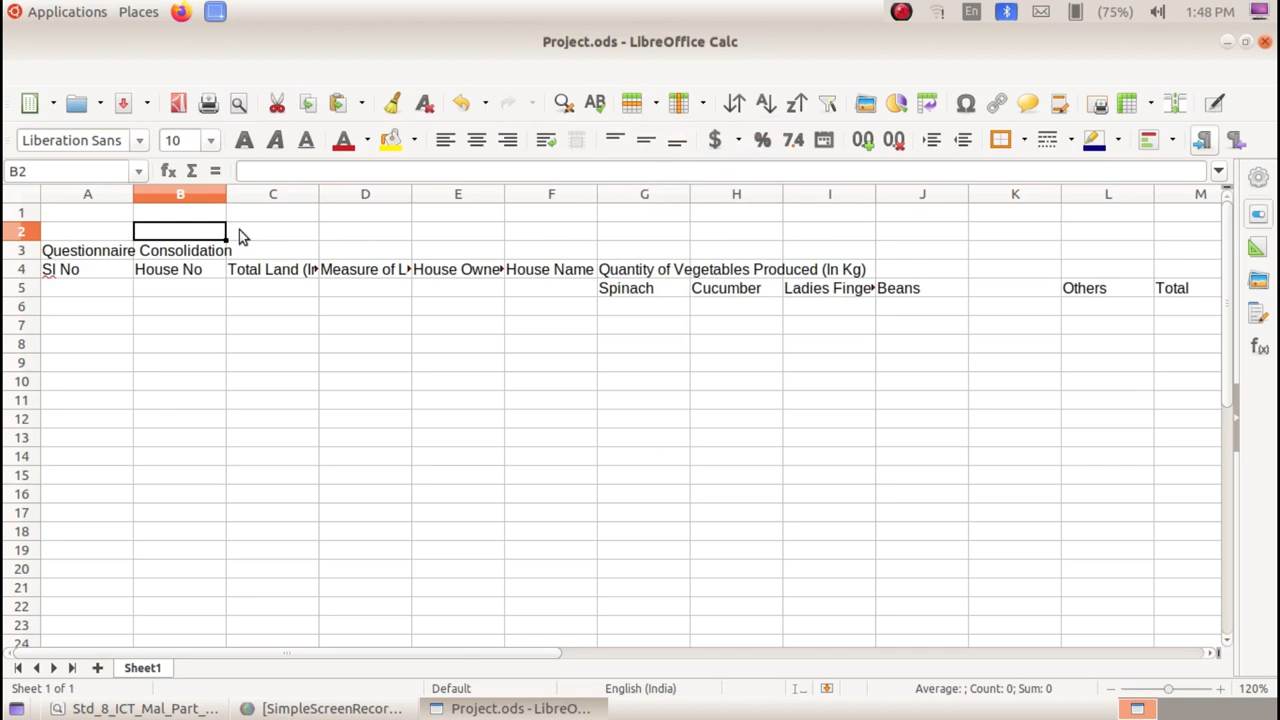 Applications Places En (75%) 1:48 PM
Project.ods - LibreOffice Calc
Liberation Sans 10
B2
A B C D E F G H I J K L M
1
2
3 Questionnaire Consolidation
4 Sl No House No Total Land (Ir Measure of L House Owne House Name Quantity of Vegetables Produced (In Kg)
5 Spinach Cucumber Ladies Finge Beans Others Total
6
7
8
9
10
11
12
13
14
15
16
17
18
19
20
21
22
23
24
Sheet1
Sheet 1 of 1 Default English (India) Average: ; Count: 0; Sum: 0 120%
Std_8_ICT_Mal_Part_... [SimpleScreenRecor... Project.ods - LibreO...